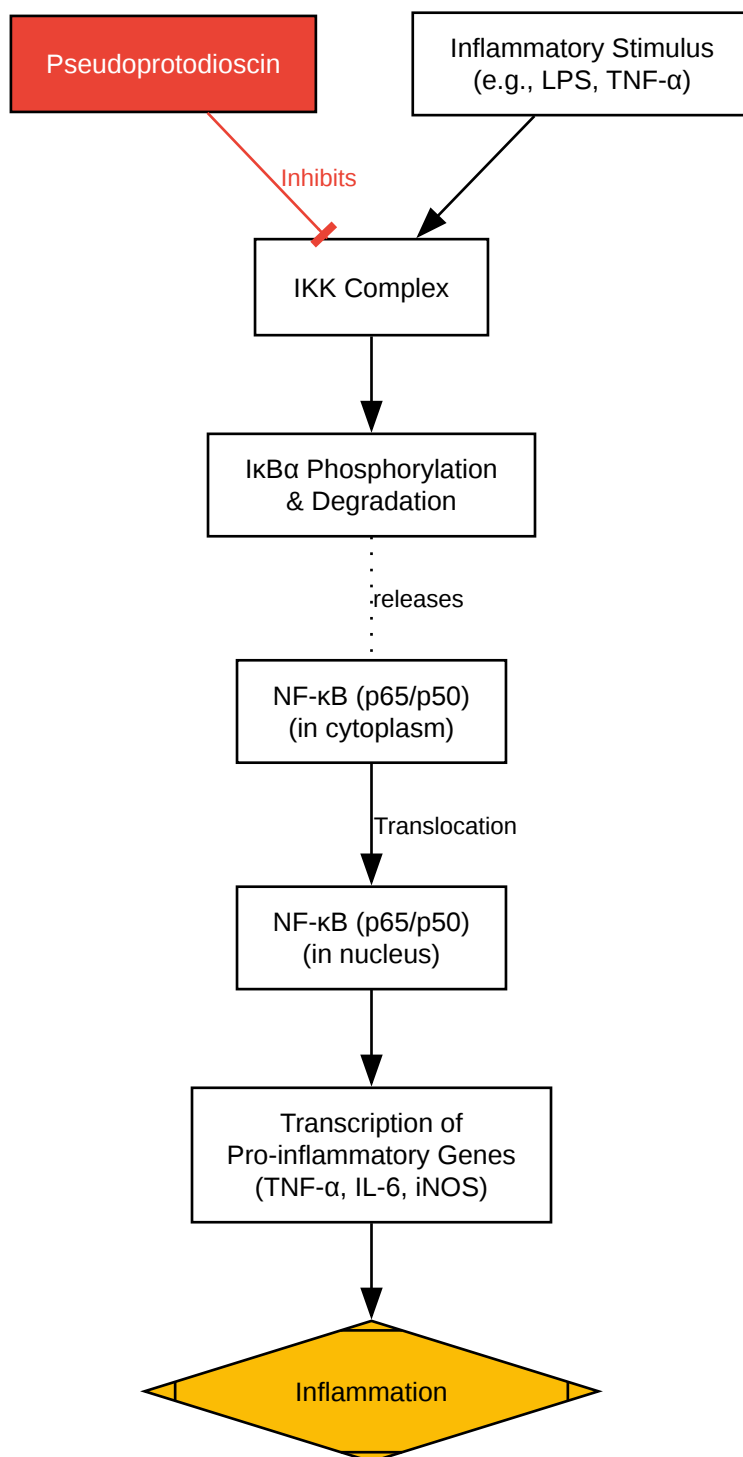 Pseudoprotodioscin
Inflammatory Stimulus
(e.g., LPS, TNF-α)
Inhibits
IKK Complex
IκBα Phosphorylation
& Degradation
releases
NF-κB (p65/p50)
(in cytoplasm)
Translocation
NF-κB (p65/p50)
(in nucleus)
Transcription of
Pro-inflammatory Genes
(TNF-α, IL-6, iNOS)
Inflammation